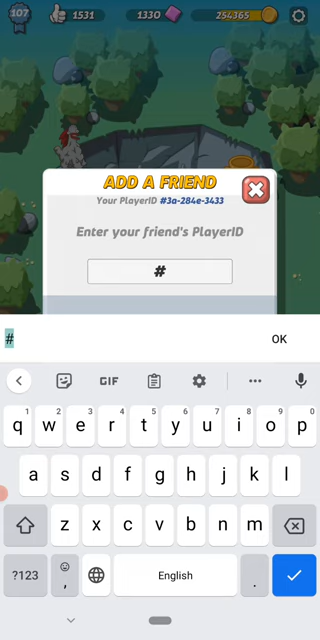 107 1531 1330 254365
ADD A FRIEND
Your PlayerID #3a-284e-3433
Enter your friend's PlayerID
#
# OK
GIF
1 2 3 4 5 6 7 8 9 0
q w e r t y u i o p
a s d f g h j k l
z x c v b n m
?123 , English .